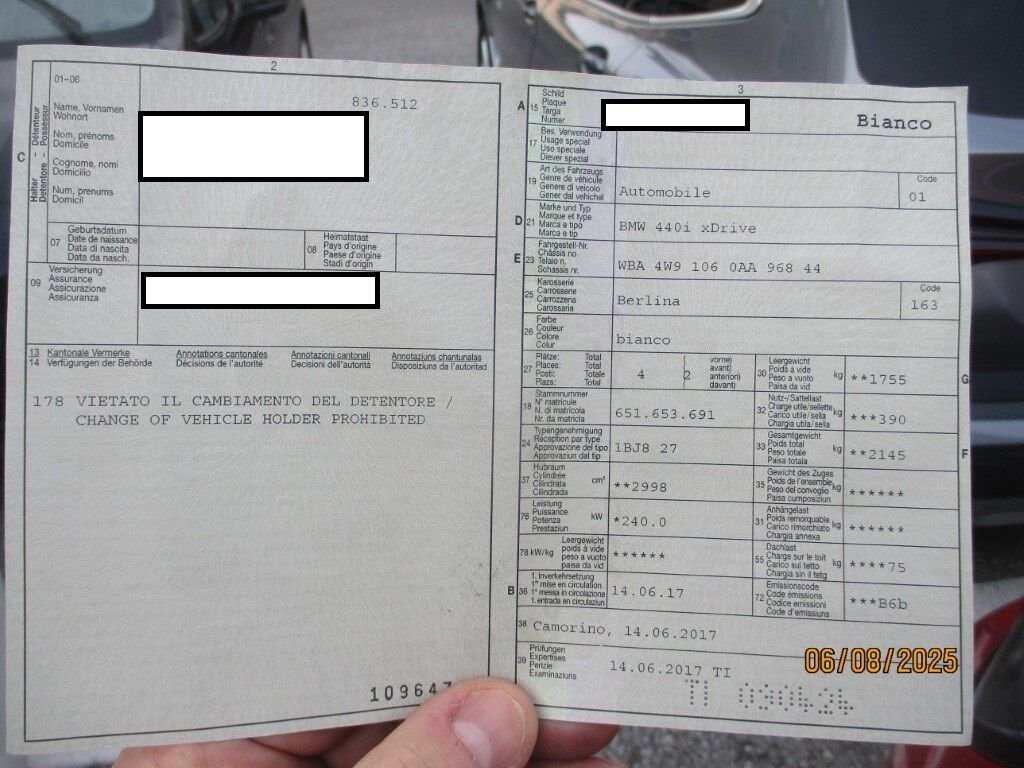 2
01-06
836.512
C
Halter - Détenteur
Detentore - Possessur
Name, Vornamen
Wohnort
Nom, prénoms
Domicile
Cognome, nomi
Domicilio
Num, prenums
Domicil
07
Geburtsdatum
Date de naissance
Data di nascita
Data da nasch.
08
Heimatstaat
Pays d'origine
Paese d'origine
Stadi d'origin
09
Versicherung
Assurance
Assicurazione
Assicuranza
13 Kantonale Vermerke Annotations cantonales Annotazioni cantonali Annotaziuns chantunalas
14 Verfügungen der Behörde Décisions de l'autorité Decisioni dell'autorità Disposiziuns da l'autoritad
178 VIETATO IL CAMBIAMENTO DEL DETENTORE /
CHANGE OF VEHICLE HOLDER PROHIBITED
109647
3
A 15
Schild
Plaque
Targa
Numer
Bianco
17
Bes. Verwendung
Usage spécial
Uso speciale
Diever spezial
19
Art des Fahrzeugs
Genre de véhicule
Genere di veicolo
Gener dal vehichel
Automobile
Code
01
D 21
Marke und Typ
Marque et type
Marca e tipo
Marca e tip
BMW 440i xDrive
E 23
Fahrgestell-Nr.
Châssis no.
Telaio n.
Schassis nr.
WBA 4W9 106 0AA 968 44
25
Karosserie
Carrosserie
Carrozzeria
Carossaria
Berlina
Code
163
26
Farbe
Couleur
Colore
Colur
bianco
27
Plätze: Total
Places: Total
Posti: Totale
Plazs: Total
4 (2
vorne)
avant)
anteriori)
davant)
30
Leergewicht
Poids à vide
Peso a vuoto
Paisa da vid
kg
**1755
G
18
Stammnummer
N° matricule
N. di matricola
Nr. da matricla
651.653.691
32
Nutz-/Sattellast
Charge utile/sellette
Carico utile/sella
Chargia utila/sella
kg
***390
24
Typengenehmigung
Réception par type
Approvazione del tipo
Approvaziun dal tip
1BJ8 27
33
Gesamtgewicht
Poids total
Peso totale
Paisa totala
kg
**2145
F
37
Hubraum
Cylindrée
Cilindrata
Cilindrada
cm³
**2998
35
Gewicht des Zuges
Poids de l'ensemble
Peso del convoglio
Paisa cumposiziun
kg
******
76
Leistung
Puissance
Potenza
Prestaziun
kW
*240.0
31
Anhängelast
Poids remorquable
Carico rimorchiato
Chargia annexa
kg
******
78 kW/kg
Leergewicht
poids à vide
peso a vuoto
paisa da vid
******
55
Dachlast
Charge sur le toit
Carico sul tetto
Chargia sin il tetg
kg
****75
B 36
1. Inverkehrsetzung
1re mise en circulation
1a messa in circolazione
1. entrada en circulaziun
14.06.17
72
Emissionscode
Code émissions
Codice emissioni
Code d'emissiuns
***B6b
38
Camorino, 14.06.2017
39
Prüfungen
Expertises
Perizie
Examinaziuns
14.06.2017 TI
TI 030424
06/08/2025